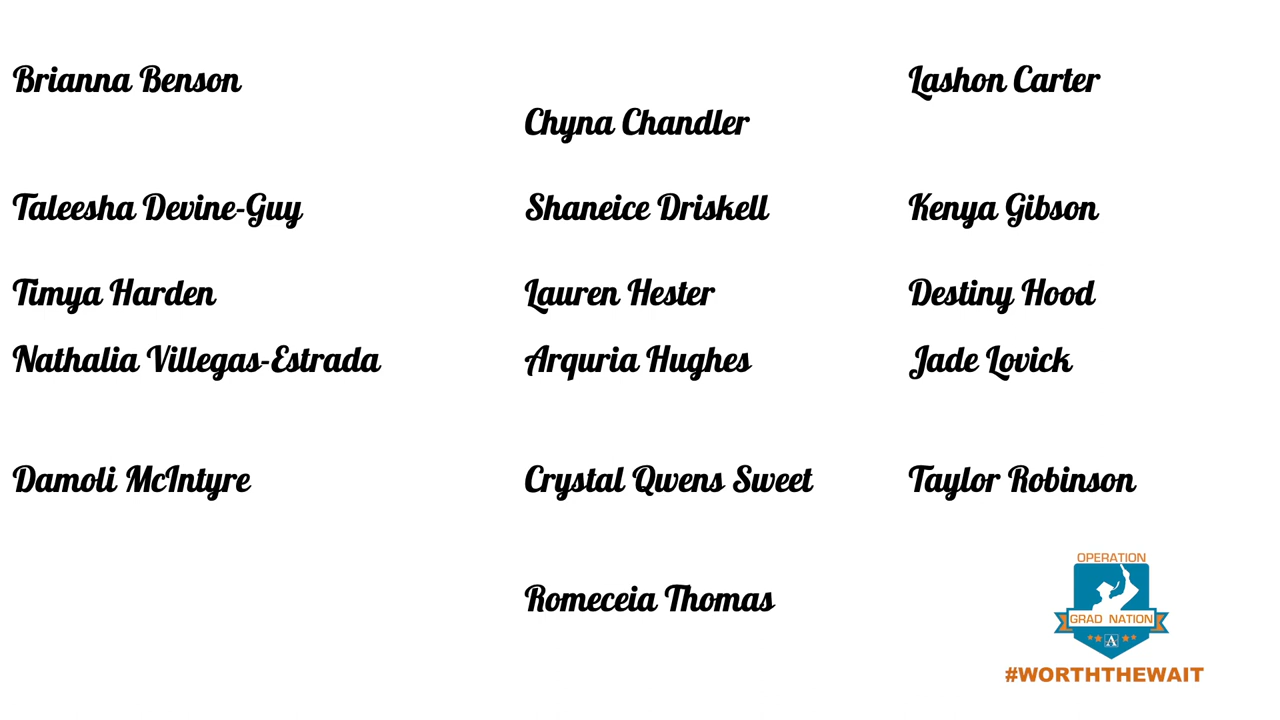 Brianna Benson
Lashon Carter
Chyna Chandler
Taleesha Devine-Guy
Shaneice Driskell
Kenya Gibson
Timya Harden
Lauren Hester
Destiny Hood
Nathalia Villegas-Estrada
Arquria Hughes
Jade Lovick
Damoli McIntyre
Crystal Qwens Sweet
Taylor Robinson
Romeceia Thomas
OPERATION
GRAD NATION
A
#WORTHTHEWAIT